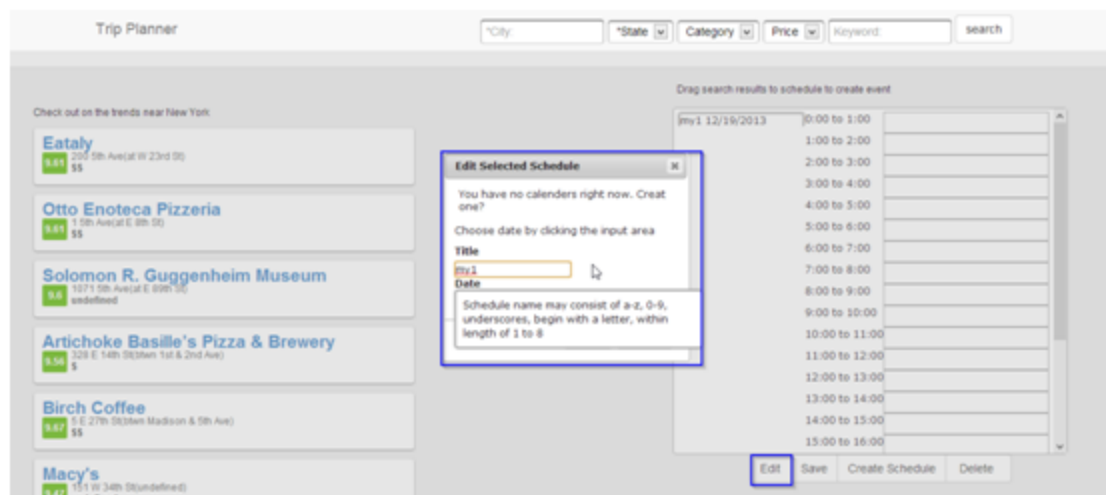 Trip Planner
*City:
*State
Category
Price
Keyword:
search
Drag search results to schedule to create event
Check out on the trends near New York
Eataly
9.81
200 5th Ave(at W 23rd St)
$$
Otto Enoteca Pizzeria
9.61
1 5th Ave(at E 8th St)
$$
Solomon R. Guggenheim Museum
9.6
1071 5th Ave(at E 89th St)
undefined
Artichoke Basille's Pizza & Brewery
9.56
328 E 14th St(btwn 1st & 2nd Ave)
$
Birch Coffee
9.67
5 E 27th St(btwn Madison & 5th Ave)
$$
Macy's
9.47
151 W 34th St(undefined)
Edit Selected Schedule
You have no calenders right now. Creat
one?
Choose date by clicking the input area
Title
my1
Date
Schedule name may consist of a-z, 0-9,
underscores, begin with a letter, within
length of 1 to 8
my1 12/19/2013
0:00 to 1:00
1:00 to 2:00
2:00 to 3:00
3:00 to 4:00
4:00 to 5:00
5:00 to 6:00
6:00 to 7:00
7:00 to 8:00
8:00 to 9:00
9:00 to 10:00
10:00 to 11:00
11:00 to 12:00
12:00 to 13:00
13:00 to 14:00
14:00 to 15:00
15:00 to 16:00
Edit
Save
Create Schedule
Delete